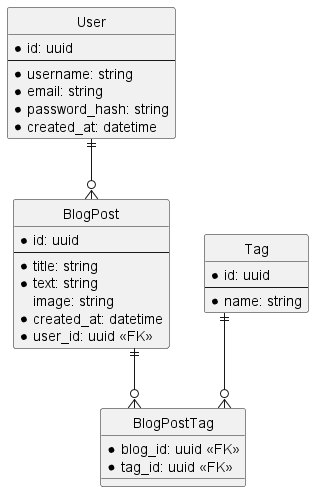 User
id: uuid
username: string
email: string
password_hash: string
created_at: datetime
BlogPost
id: uuid
title: string
text: string
image: string
created_at: datetime
user_id: uuid «FK»
Tag
id: uuid
name: string
BlogPostTag
blog_id: uuid «FK»
tag_id: uuid «FK»